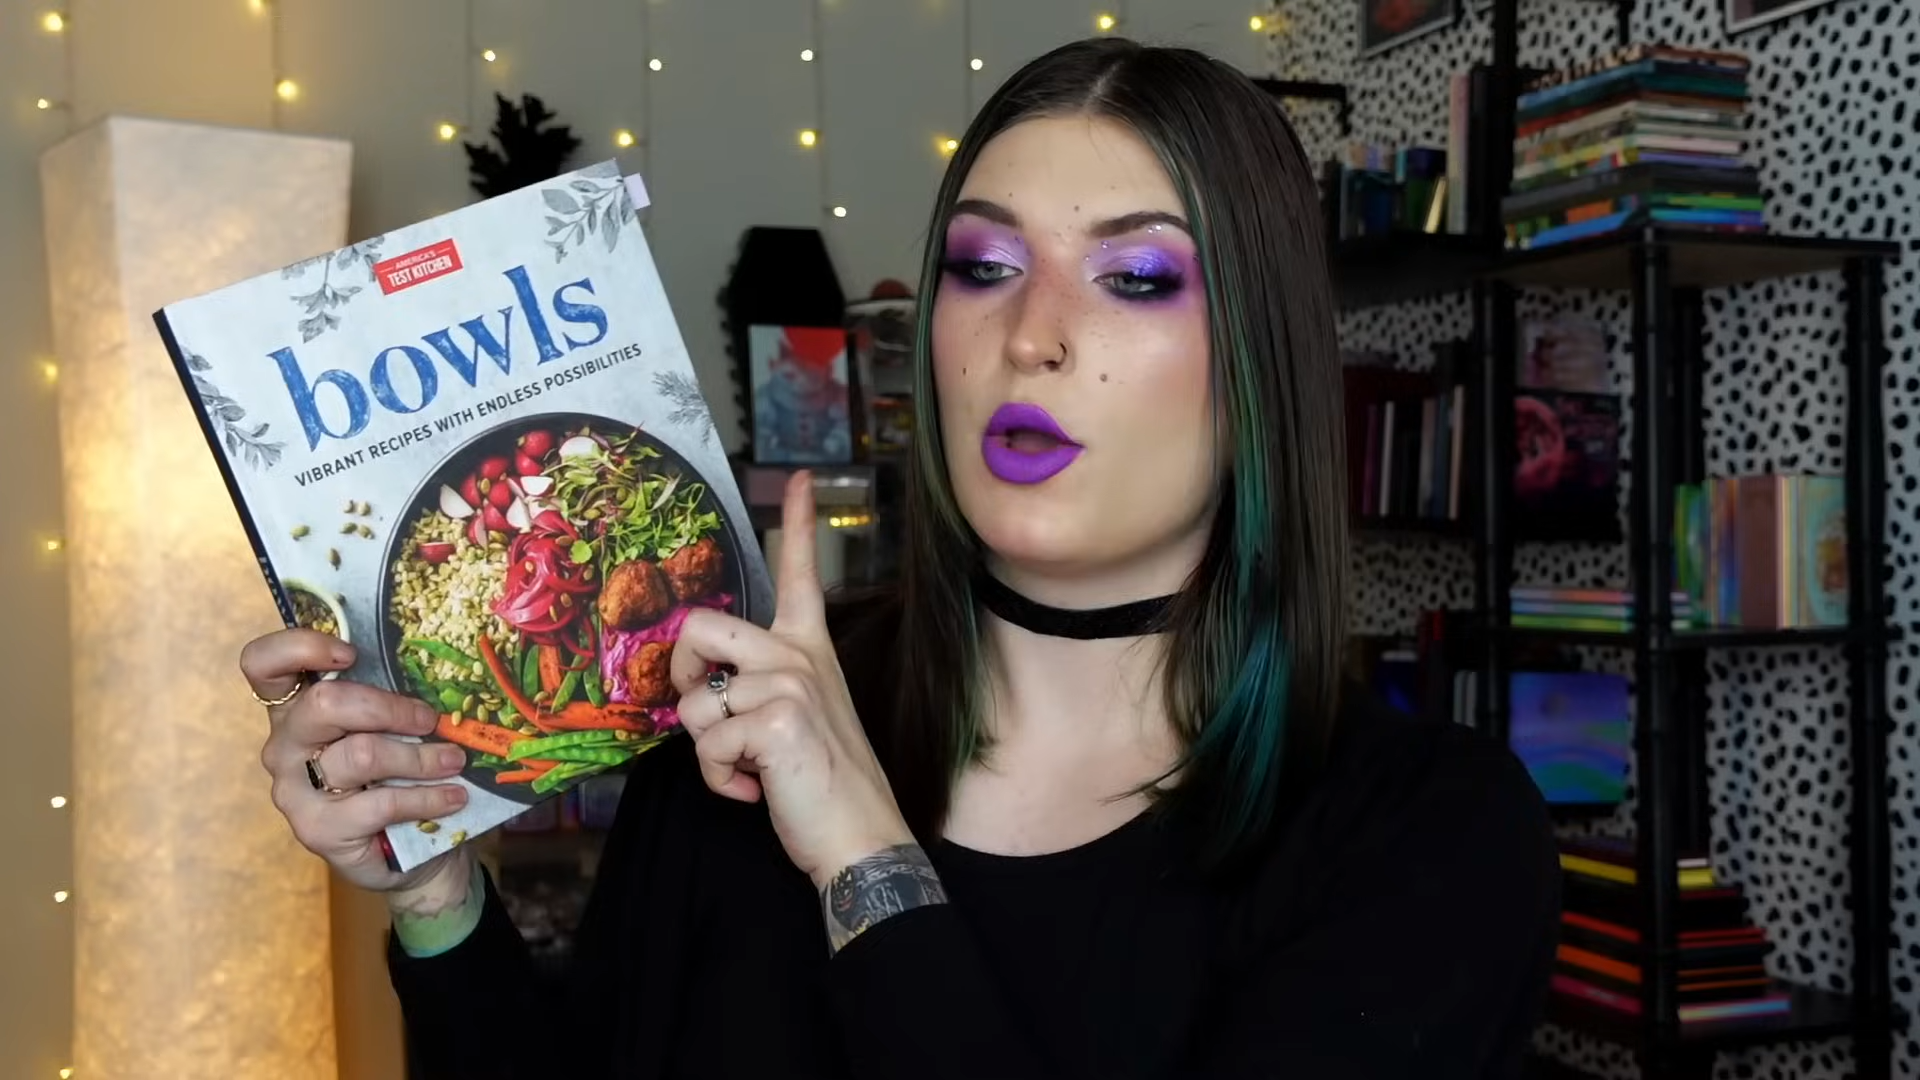 AMERICA'S
TEST KITCHEN
bowls
VIBRANT RECIPES WITH ENDLESS POSSIBILITIES